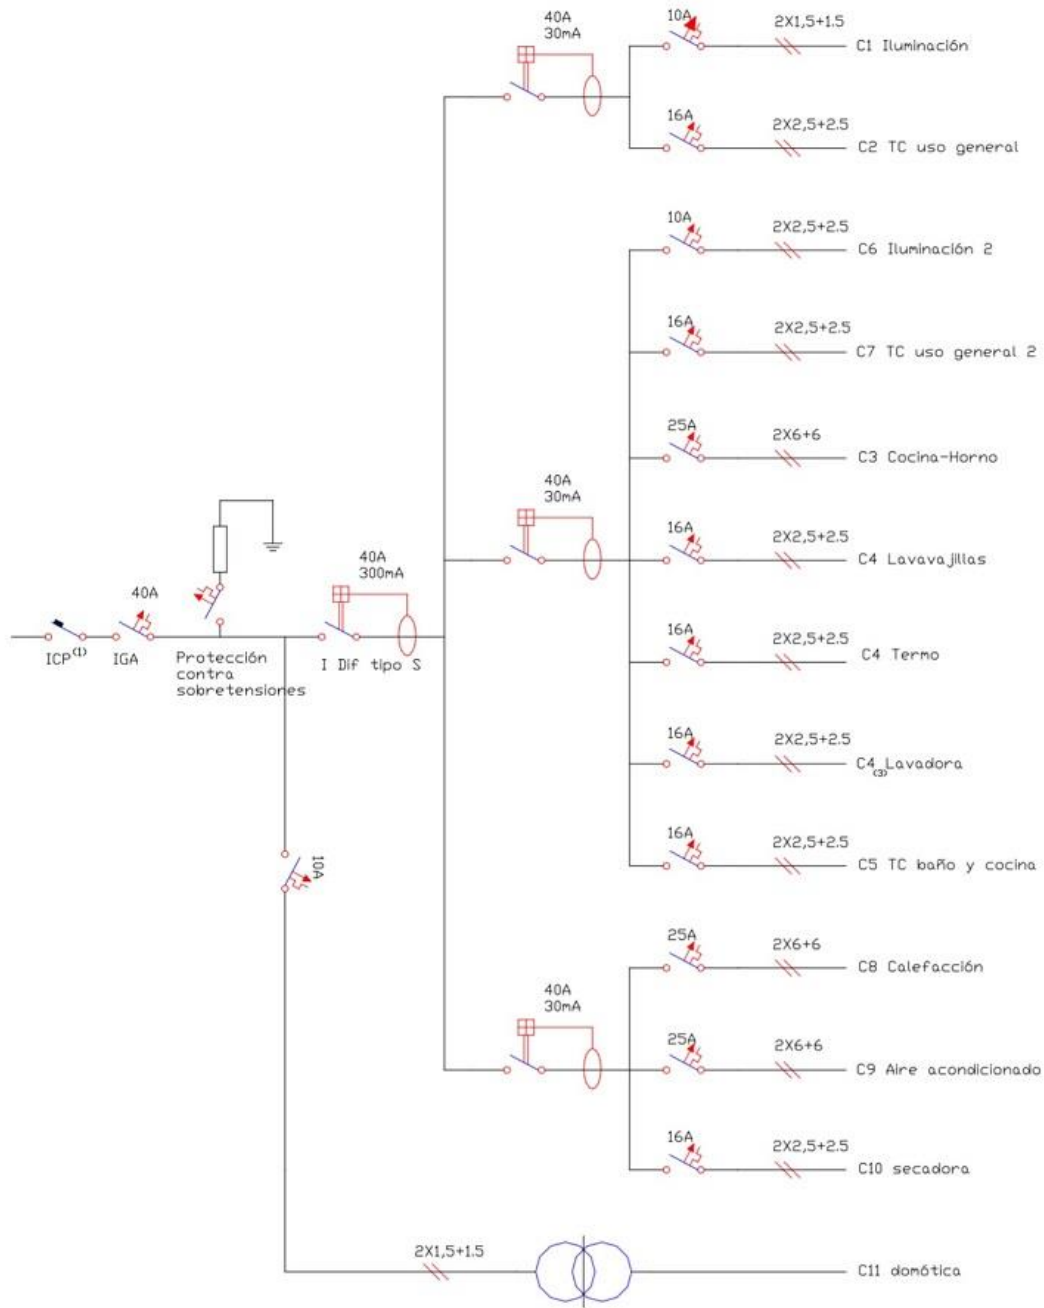 40A
30mA
10A
2X1,5+1.5
C1 Iluminación
16A
2X2,5+2.5
C2 TC uso general
10A
2X2,5+2.5
C6 Iluminación 2
16A
2X2,5+2.5
C7 TC uso general 2
25A
2X6+6
C3 Cocina-Horno
40A
30mA
16A
2X2,5+2.5
C4 Lavavajillas
40A
ICP(1)
IGA
Protección
contra
sobretensiones
40A
300mA
I Dif tipo S
16A
2X2,5+2.5
C4 Termo
16A
2X2,5+2.5
C4 Lavadora
(3)
16A
2X2,5+2.5
C5 TC baño y cocina
10A
25A
2X6+6
C8 Calefacción
40A
30mA
25A
2X6+6
C9 Aire acondicionado
16A
2X2,5+2.5
C10 secadora
2X1,5+1.5
C11 domótica